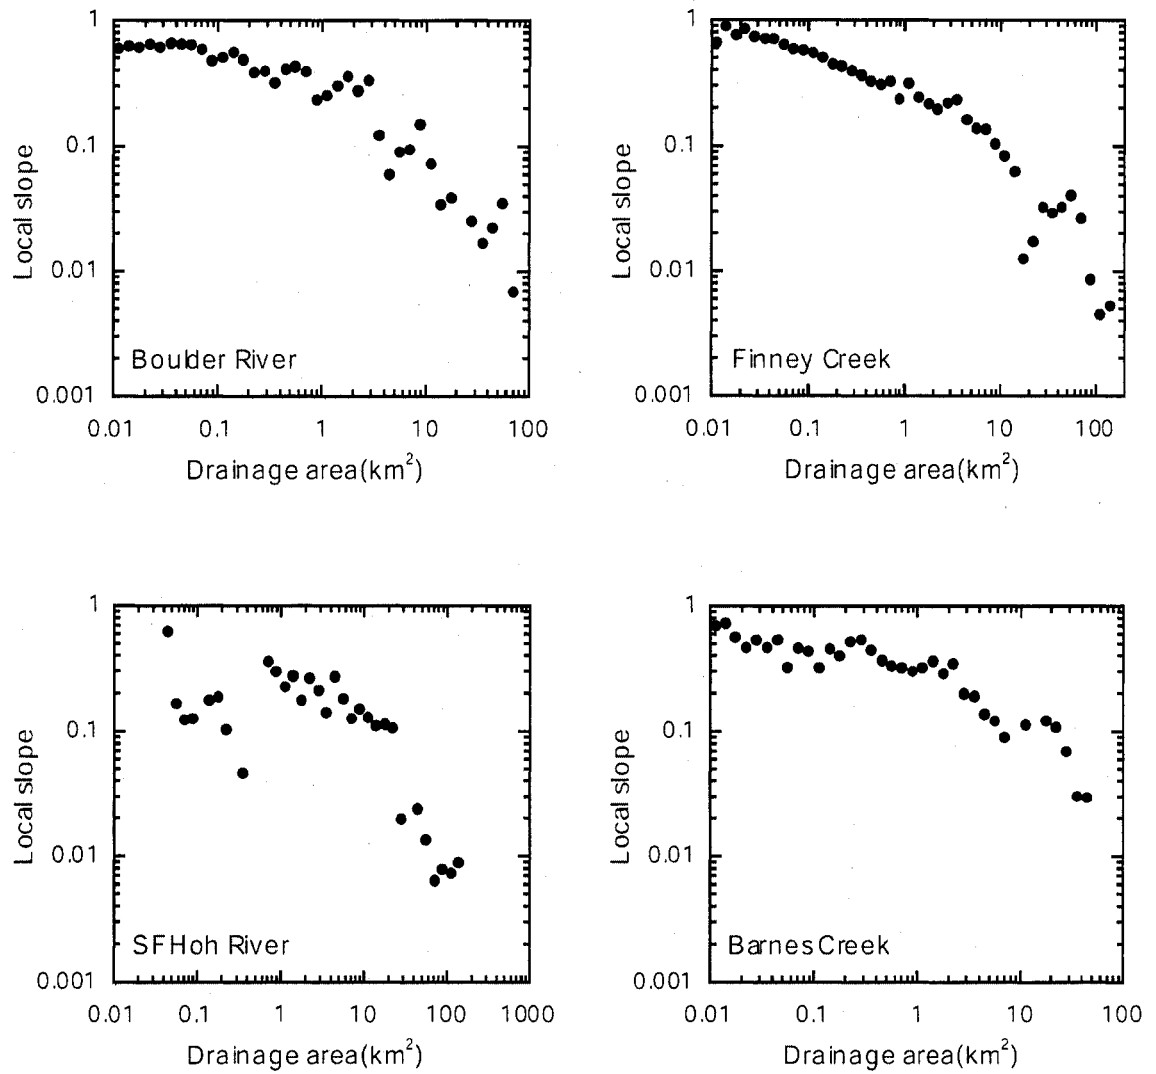 1
0.1
0.01
0.001
Local slope
Boulder River
0.01 0.1 1 10 100
Drainage area(km²)
1
0.1
0.01
0.001
Local slope
Finney Creek
0.01 0.1 1 10 100
Drainage area(km²)
1
0.1
0.01
0.001
Local slope
SFHoh River
0.01 0.1 1 10 100 1000
Drainage area(km²)
1
0.1
0.01
0.001
Local slope
Barnes Creek
0.01 0.1 1 10 100
Drainage area(km²)